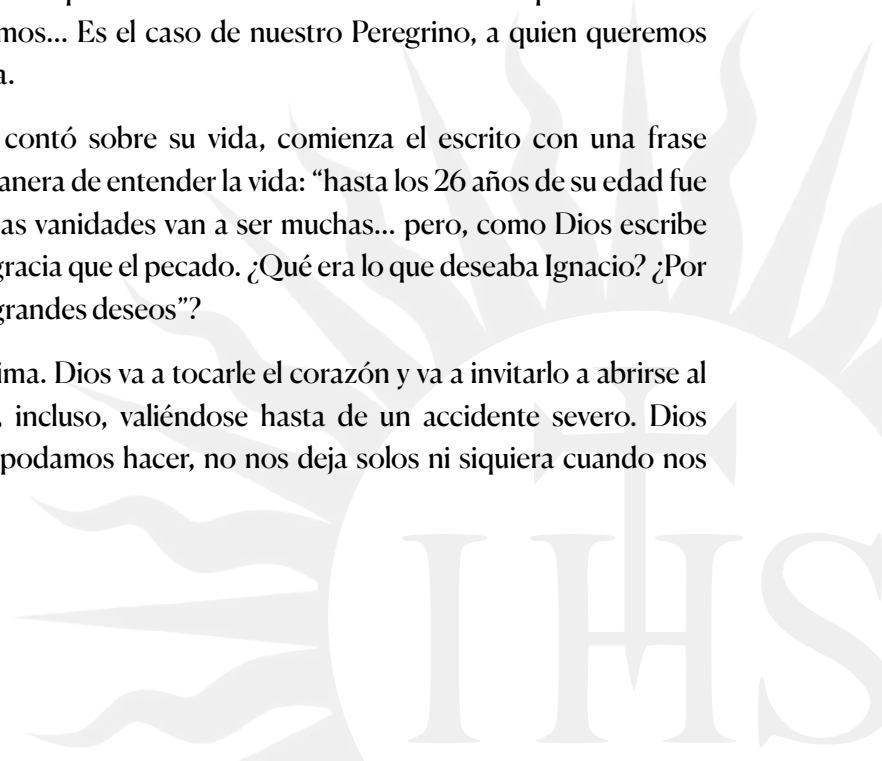 mos... Es el caso de nuestro Peregrino, a quien queremos
a.
contó sobre su vida, comienza el escrito con una frase
anera de entender la vida: “hasta los 26 años de su edad fue
as vanidades van a ser muchas... pero, como Dios escribe
gracia que el pecado. ¿Qué era lo que deseaba Ignacio? ¿Por
grandes deseos”?
ima. Dios va a tocarle el corazón y va a invitarlo a abrirse al
, incluso, valiéndose hasta de un accidente severo. Dios
podamos hacer, no nos deja solos ni siquiera cuando nos
IHS